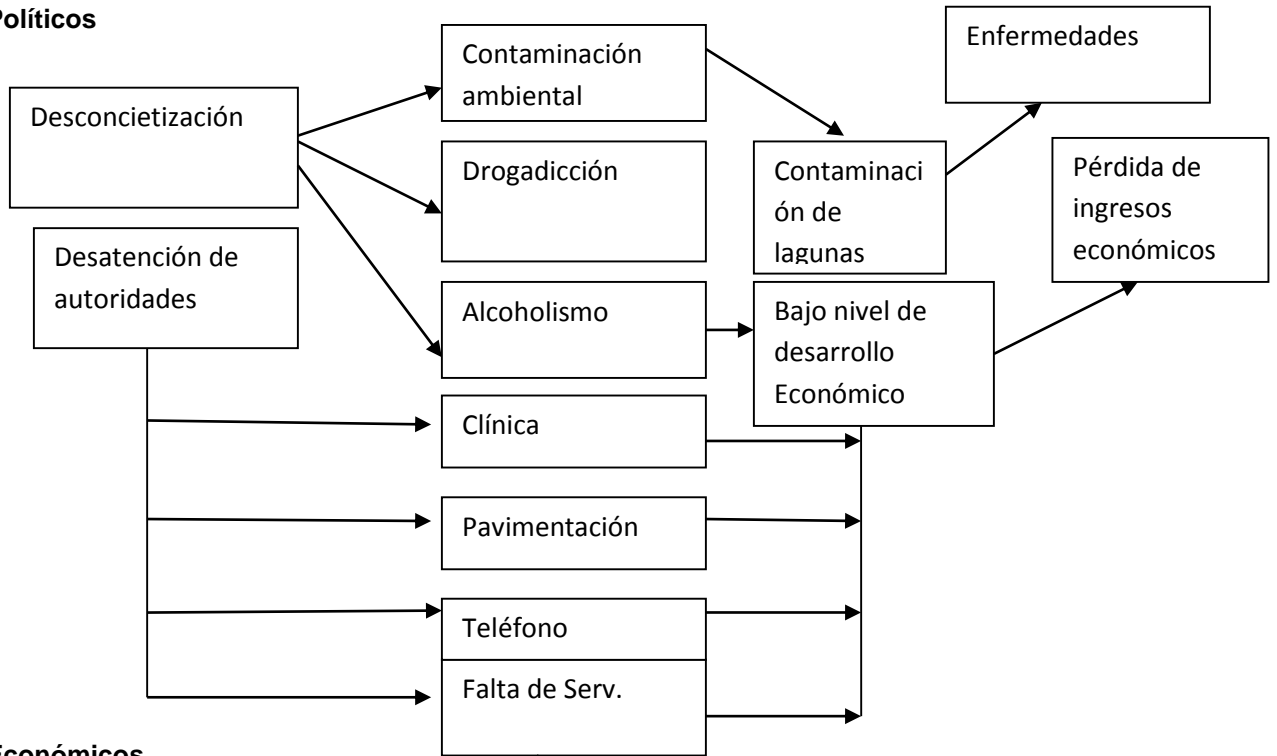 Políticos
Enfermedades
Contaminación
ambiental
Desconcietización
Drogadicción
Contaminaci
ón de
lagunas
Pérdida de
ingresos
económicos
Desatención de
autoridades
Alcoholismo
Bajo nivel de
desarrollo
Económico
Clínica
Pavimentación
Teléfono
Falta de Serv.
Económicos